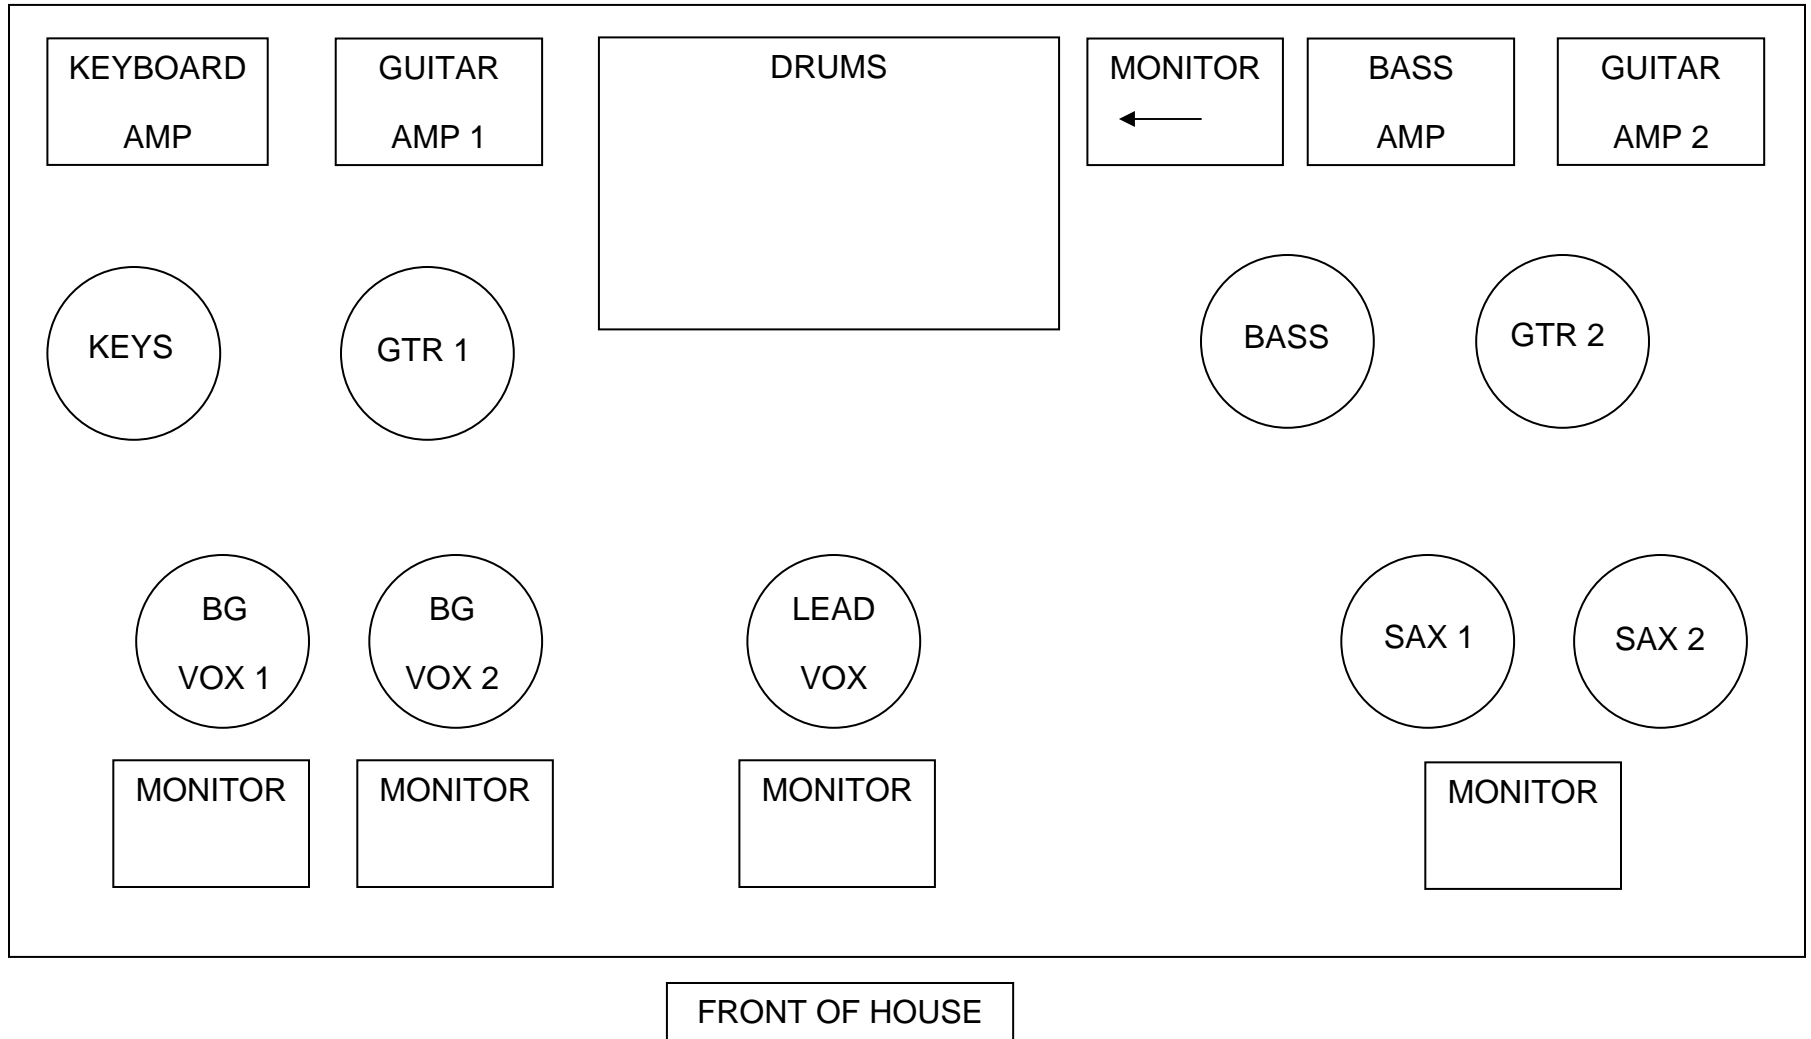 KEYBOARD
AMP
GUITAR
AMP 1
DRUMS
MONITOR
BASS
AMP
GUITAR
AMP 2
KEYS
GTR 1
BASS
GTR 2
BG
VOX 1
BG
VOX 2
LEAD
VOX
SAX 1
SAX 2
MONITOR
MONITOR
MONITOR
MONITOR
FRONT OF HOUSE